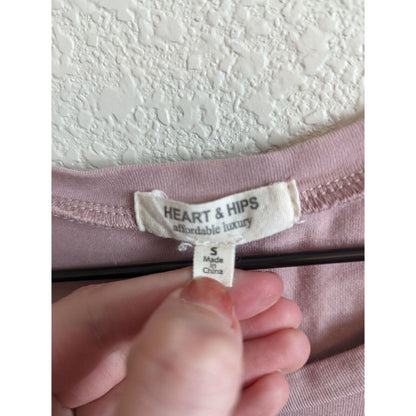 HEART & HIPS
affordable luxury
S
Made
in
China